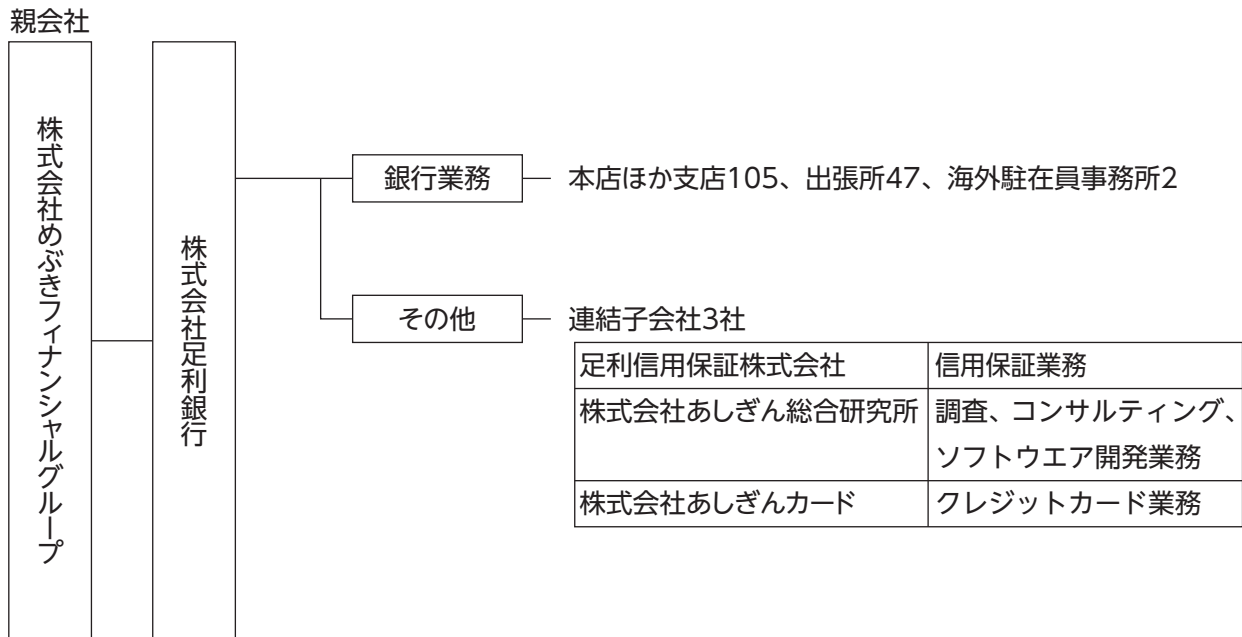 親会社
株式会社めぶきフィナンシャルグループ
株式会社足利銀行
銀行業務
本店ほか支店105、出張所47、海外駐在員事務所2
その他
連結子会社3社
足利信用保証株式会社 信用保証業務
株式会社あしぎん総合研究所 調査、コンサルティング、
ソフトウエア開発業務
株式会社あしぎんカード クレジットカード業務